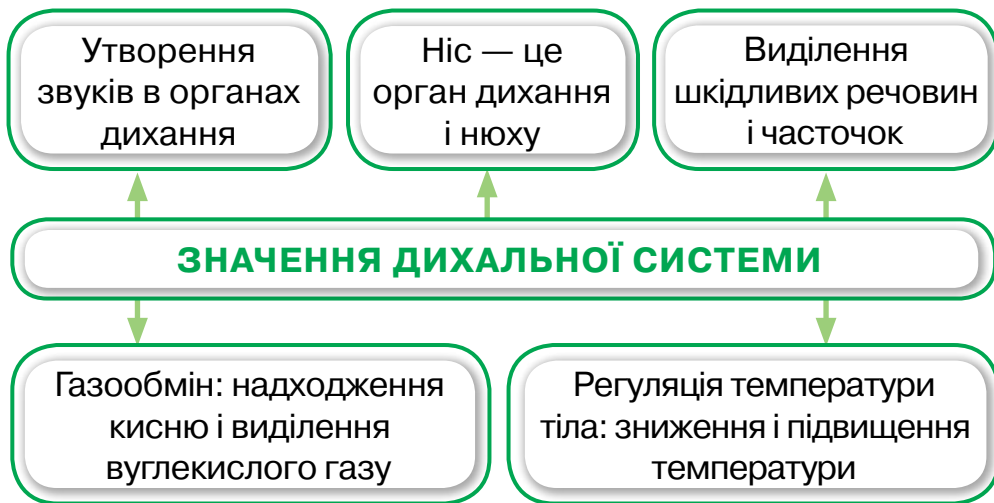 Утворення
звуків в органах
дихання
Ніс — це
орган дихання
і нюху
Виділення
шкідливих речовин
і часточок
ЗНАЧЕННЯ ДИХАЛЬНОЇ СИСТЕМИ
Газообмін: надходження
кисню і виділення
вуглекислого газу
Регуляція температури
тіла: зниження і підвищення
температури